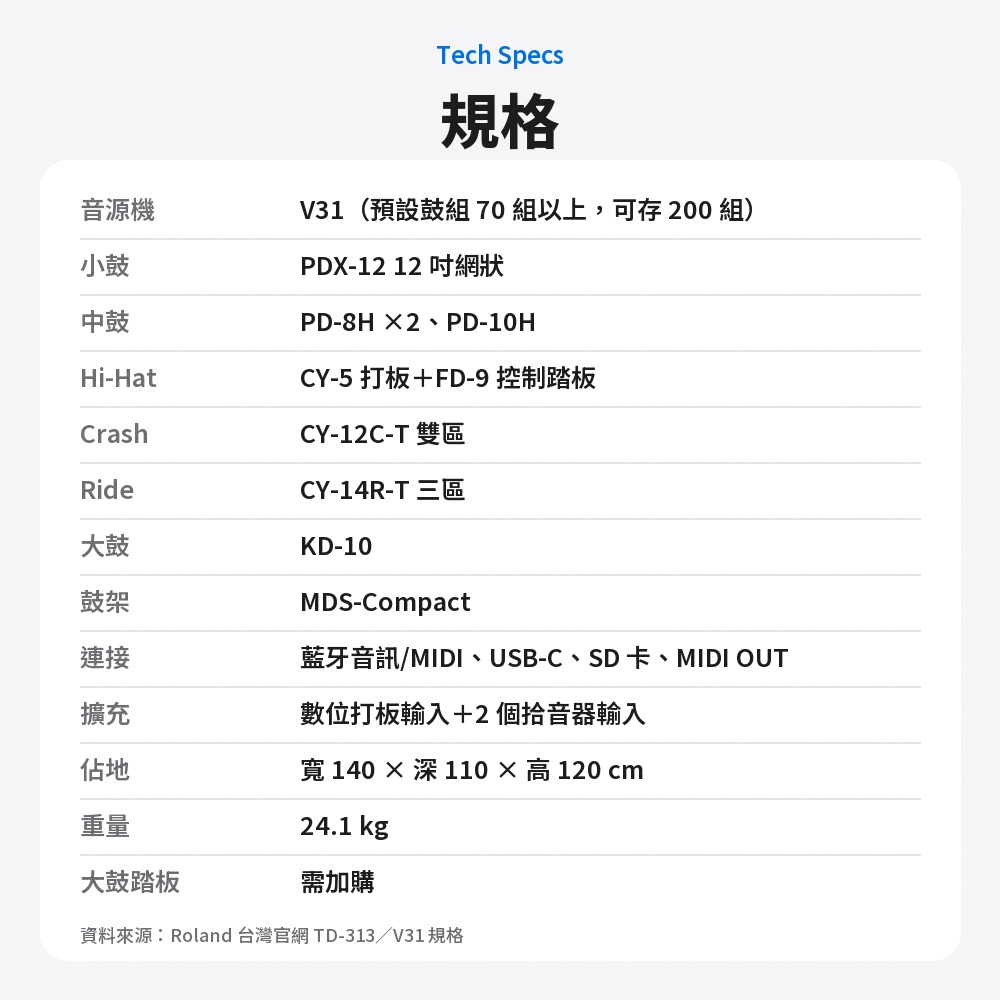 Tech Specs
規格
音源機 V31（預設鼓組 70 組以上，可存 200 組）
小鼓 PDX-12 12 吋網狀
中鼓 PD-8H ×2、PD-10H
Hi-Hat CY-5 打板＋FD-9 控制踏板
Crash CY-12C-T 雙區
Ride CY-14R-T 三區
大鼓 KD-10
鼓架 MDS-Compact
連接 藍牙音訊/MIDI、USB-C、SD 卡、MIDI OUT
擴充 數位打板輸入＋2 個拾音器輸入
佔地 寬 140 × 深 110 × 高 120 cm
重量 24.1 kg
大鼓踏板 需加購
資料來源：Roland 台灣官網 TD-313／V31 規格